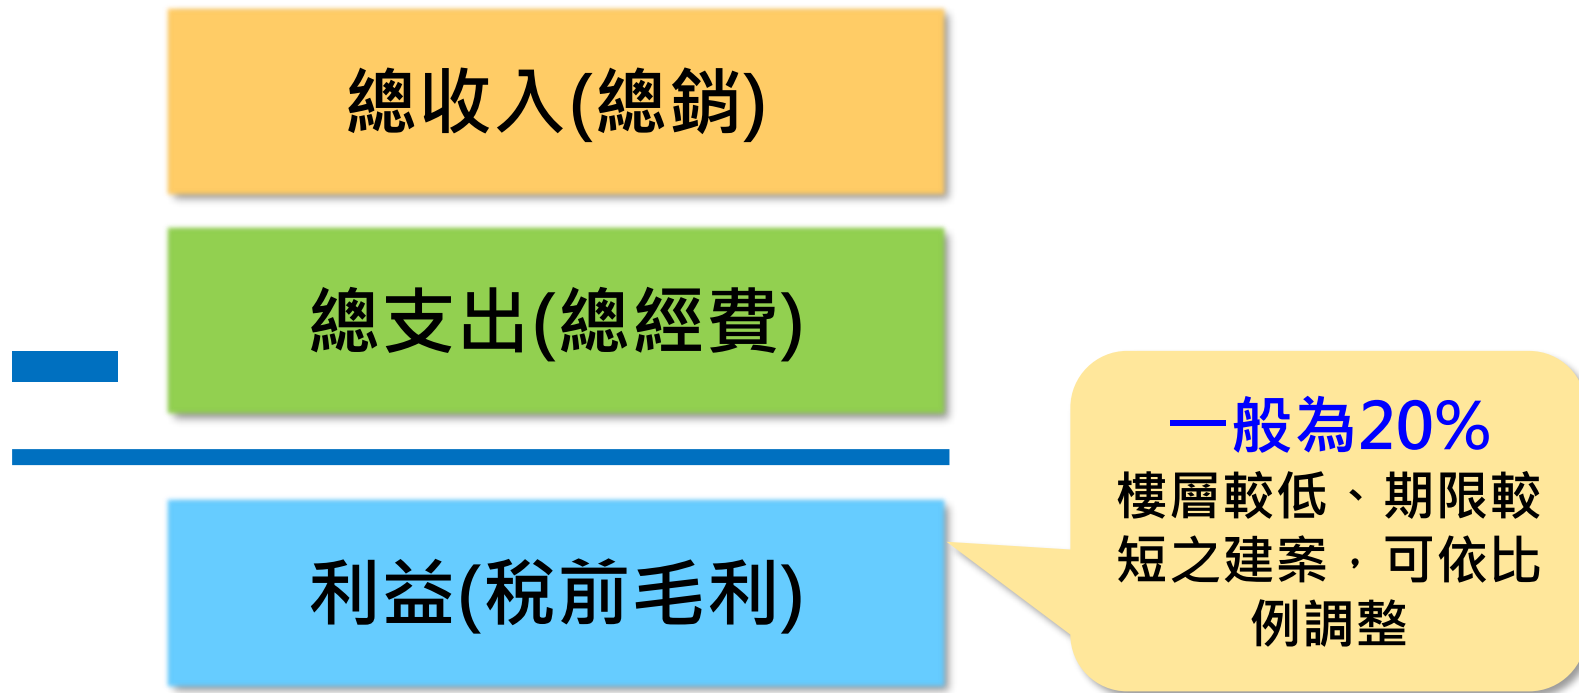 總收入(總銷)
總支出(總經費)
利益(稅前毛利)
一般為20%
樓層較低、期限較
短之建案，可依比
例調整